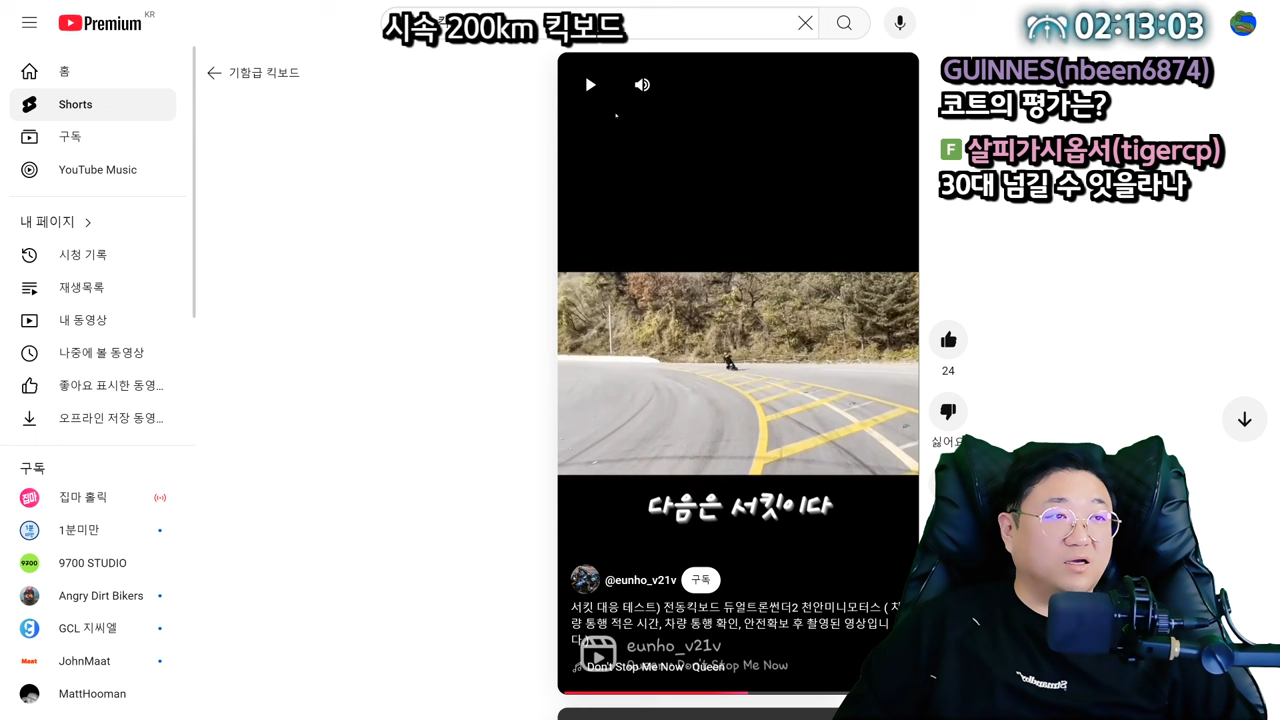 Premium
KR
시속 200km 킥보드
02:13:03
홈
Shorts
구독
YouTube Music
내 페이지
시청 기록
재생목록
내 동영상
나중에 볼 동영상
좋아요 표시한 동영...
오프라인 저장 동영...
구독
집마
집마 홀릭
1분미만
9700
9700 STUDIO
Angry Dirt Bikers
GCL 지씨엘
Maat
JohnMaat
MattHooman
기함급 킥보드
다음은 서킷이다
@eunho_v21v
구독
서킷 대응 테스트) 전동킥보드 듀얼트론썬더2 천안미니모터스 ( 차
량 통행 적은 시간, 차량 통행 확인, 안전확보 후 촬영된 영상입니
다)
eunho_v21v
Don't Stop Me Now · Queen
GUINNES(nbeen6874)
코트의 평가는?
F 살피가시옵서(tigercp)
30대 넘길 수 잇을라나
24
싫어요